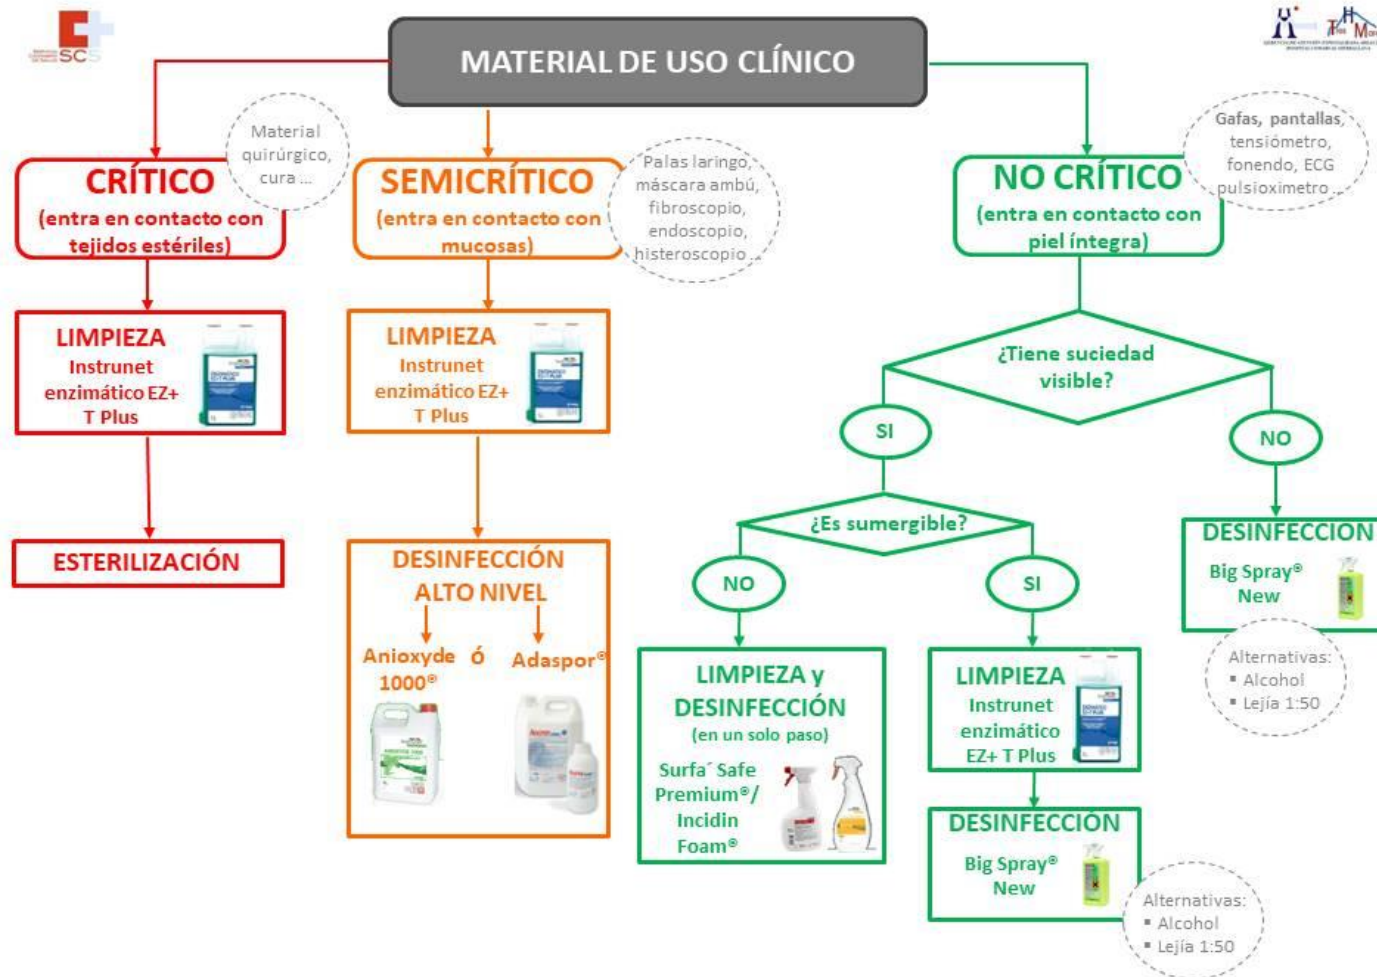 SCS
MATERIAL DE USO CLÍNICO
Material
quirúrgico,
cura ...
CRÍTICO
(entra en contacto con
tejidos estériles)
LIMPIEZA
Instrunet
enzimático EZ+
T Plus
ESTERILIZACIÓN
Palas laringo,
máscara ambú,
fibroscopio,
endoscopio,
histeroscopio ...
SEMICRÍTICO
(entra en contacto con
mucosas)
LIMPIEZA
Instrunet
enzimático EZ+
T Plus
DESINFECCIÓN
ALTO NIVEL
Anioxyde
1000®
ó
Adaspor®
Gafas, pantallas,
tensiómetro,
fonendo, ECG
pulsioximetro ...
NO CRÍTICO
(entra en contacto con
piel íntegra)
¿Tiene suciedad
visible?
SI
NO
¿Es sumergible?
NO
SI
LIMPIEZA y
DESINFECCIÓN
(en un solo paso)
Surfa´ Safe
Premium®/
Incidin
Foam®
LIMPIEZA
Instrunet
enzimático
EZ+ T Plus
DESINFECCIÓN
Big Spray®
New
Alternativas:
▪ Alcohol
▪ Lejía 1:50
DESINFECCIÓN
Big Spray®
New
Alternativas:
▪ Alcohol
▪ Lejía 1:50